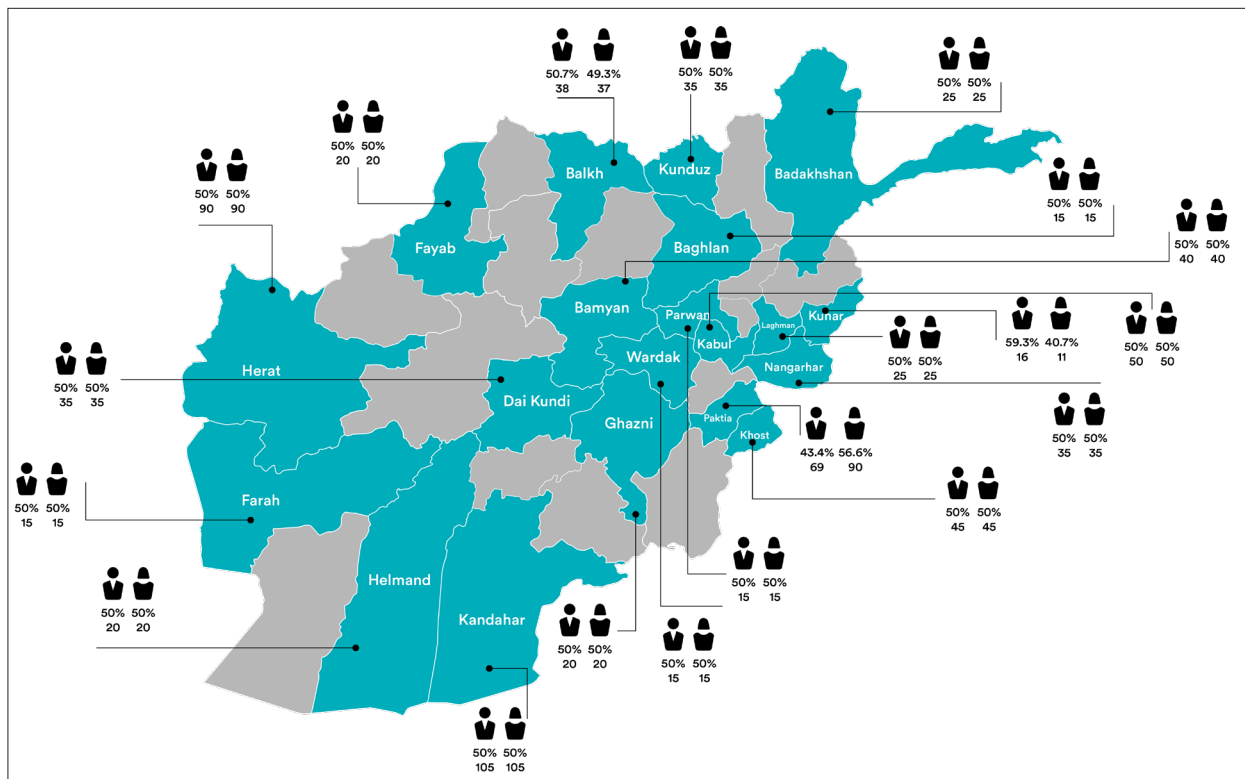 50.7% 49.3%
38 37
50% 50%
35 35
50% 50%
25 25
50% 50%
20 20
50% 50%
90 90
50% 50%
15 15
50% 50%
40 40
Balkh
Kunduz
Badakhshan
Fayab
Baghlan
Bamyan
Parwan
Kabul
Laghman
Kunar
Nangarhar
Wardak
Herat
Dai Kundi
Ghazni
Paktia
Khost
Farah
Helmand
Kandahar
59.3% 40.7%
16 11
50% 50%
50 50
50% 50%
25 25
50% 50%
35 35
50% 50%
35 35
43.4% 56.6%
69 90
50% 50%
45 45
50% 50%
15 15
50% 50%
15 15
50% 50%
20 20
50% 50%
15 15
50% 50%
20 20
50% 50%
105 105